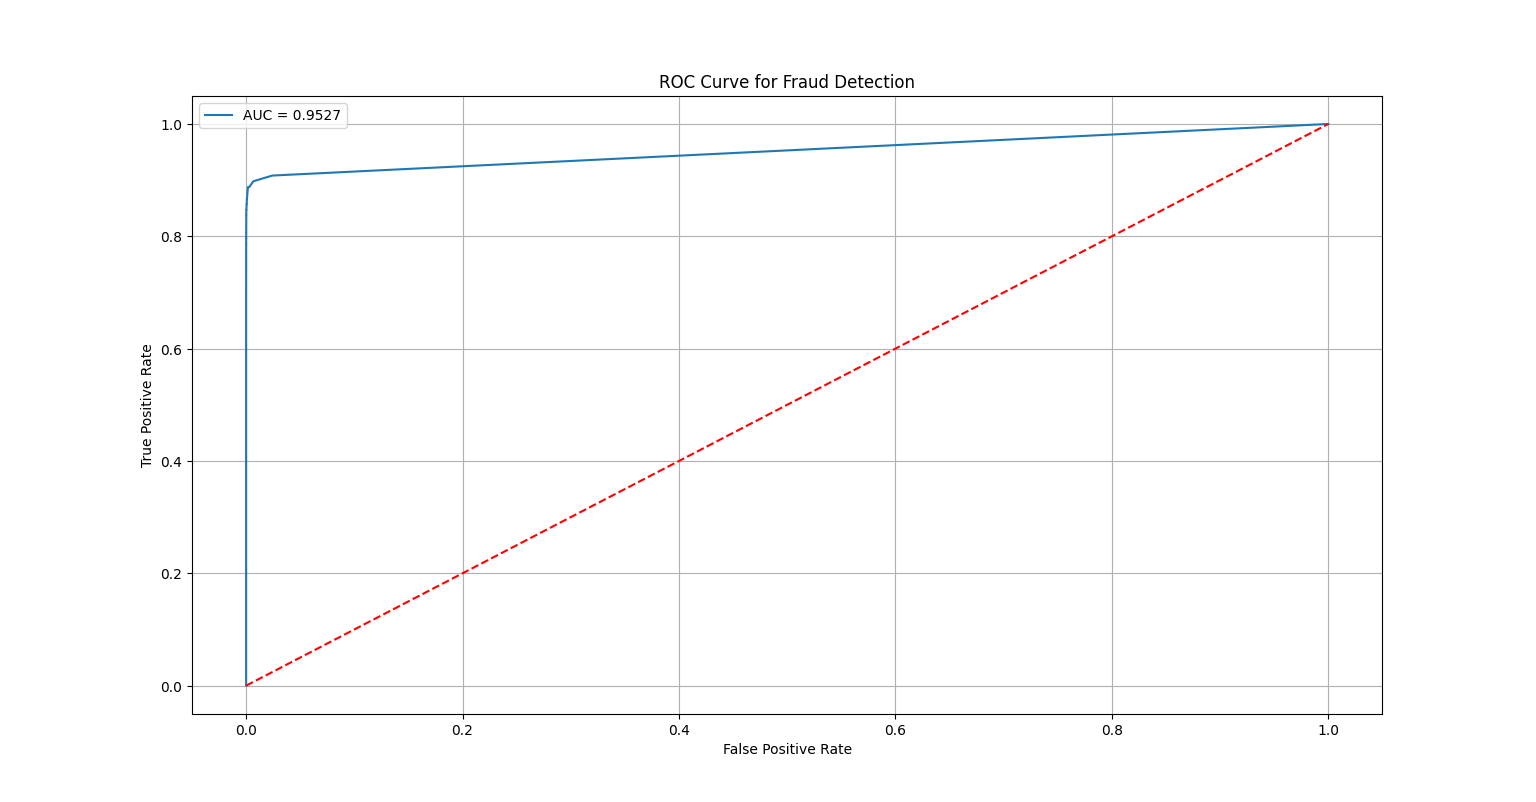 ROC Curve for Fraud Detection
AUC = 0.9527
1.0
0.8
0.6
0.4
0.2
0.0
True Positive Rate
0.0 0.2 0.4 0.6 0.8 1.0
False Positive Rate